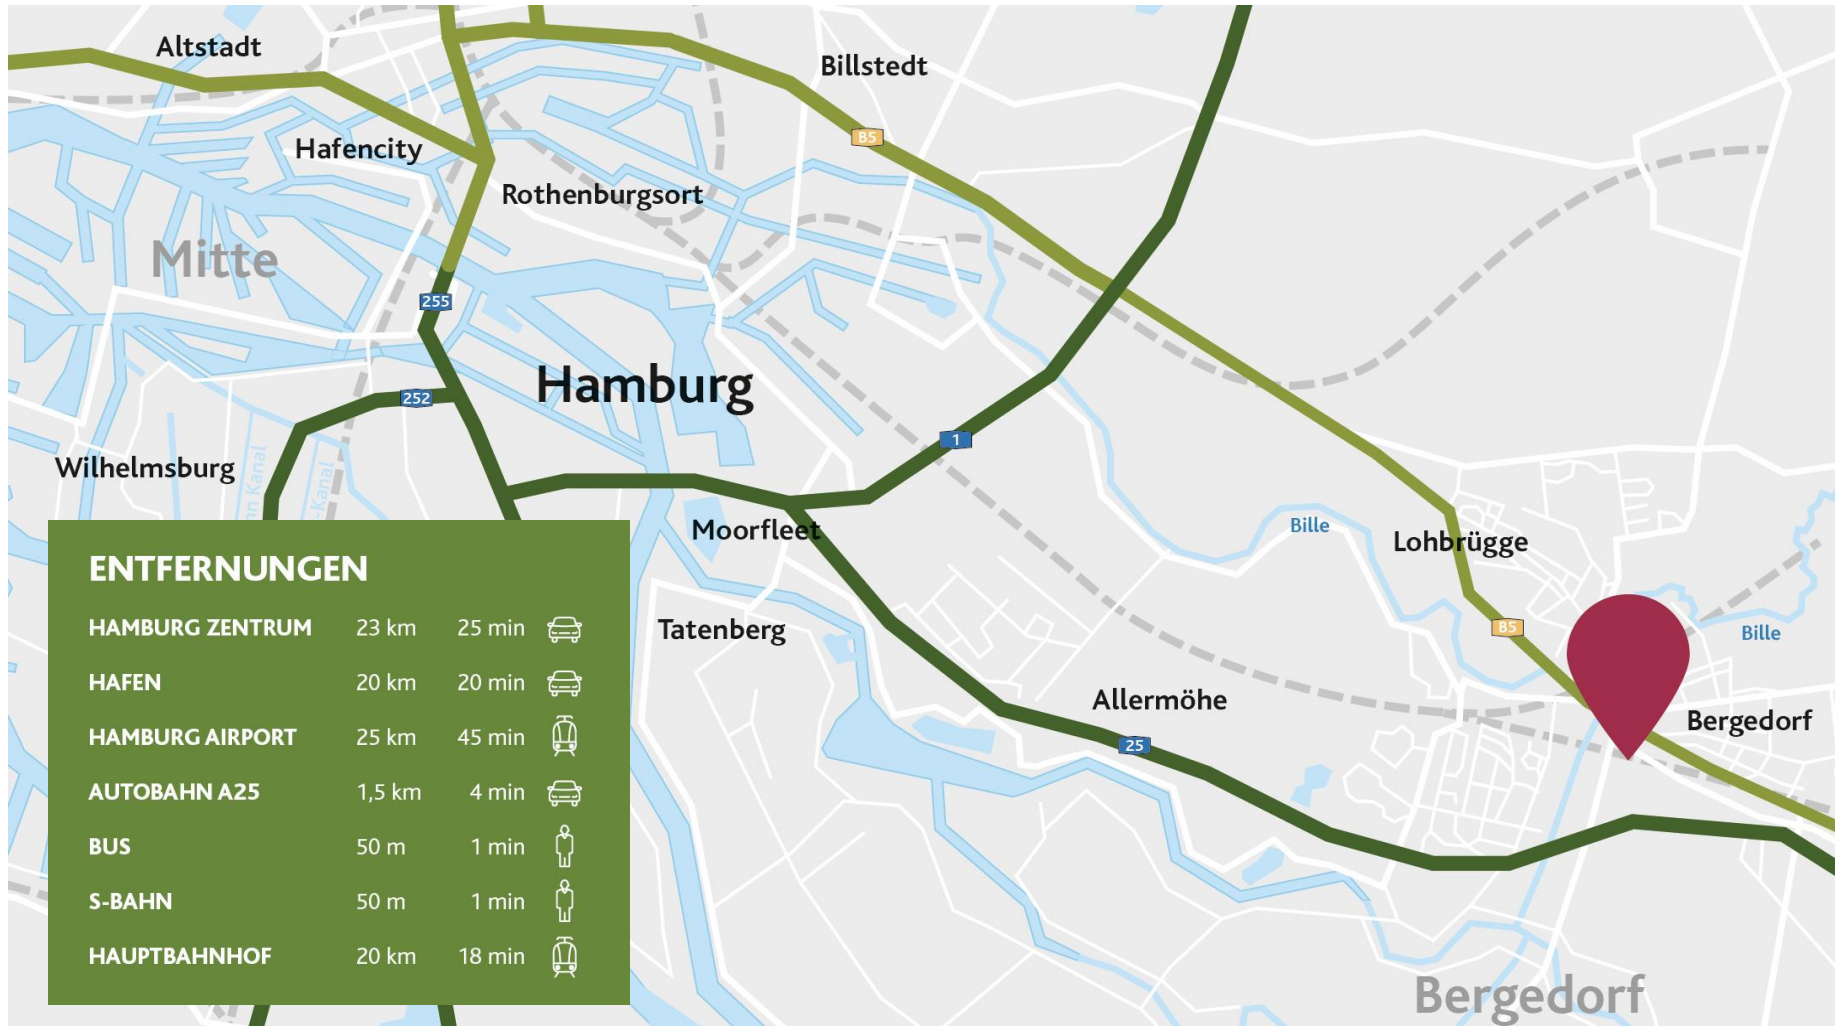 Altstadt
Billstedt
B5
Hafencity
Rothenburgsort
Mitte
255
Hamburg
252
1
Wilhelmsburg
Kanal
-Kanal
Moorfleet
Bille
Lohbrügge
B5
Bille
Tatenberg
Allermöhe
Bergedorf
25
Bergedorf
ENTFERNUNGEN
HAMBURG ZENTRUM 23 km 25 min
HAFEN 20 km 20 min
HAMBURG AIRPORT 25 km 45 min
AUTOBAHN A25 1,5 km 4 min
BUS 50 m 1 min
S-BAHN 50 m 1 min
HAUPTBAHNHOF 20 km 18 min